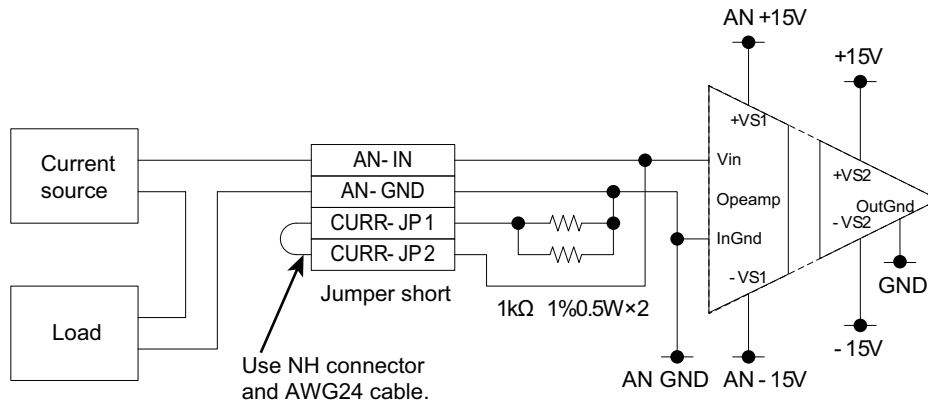 AN +15V
+15V
Current
source
AN-IN
AN-GND
CURR-JP1
CURR-JP2
Jumper short
1kΩ 1%0.5W×2
+VS1
Vin
Opeamp
InGnd
-VS1
+VS2
OutGnd
-VS2
GND
Load
Use NH connector
and AWG24 cable.
AN GND
AN -15V
-15V